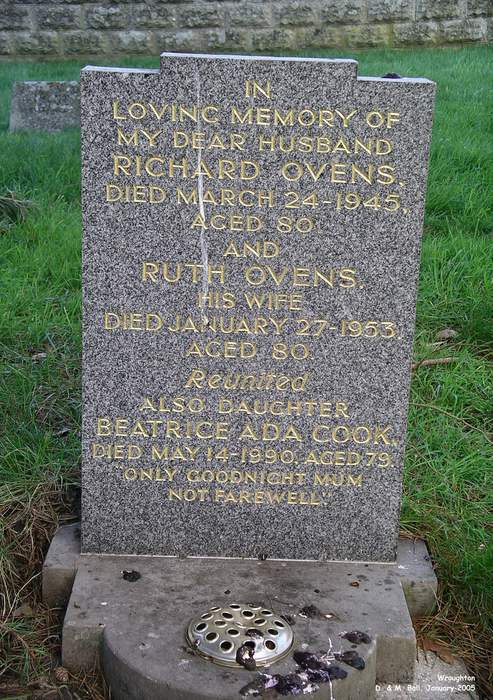 IN
LOVING MEMORY OF
MY DEAR HUSBAND
RICHARD OVENS,
DIED MARCH 24-1945,
AGED 80
AND
RUTH OVENS,
HIS WIFE
DIED JANUARY 27-1953,
AGED 80.
Reunited
ALSO DAUGHTER
BEATRICE ADA COOK,
DIED MAY 14-1990, AGED 79.
"ONLY GOODNIGHT MUM
NOT FAREWELL."
Wroughton
D. & M. Ball, January-2005